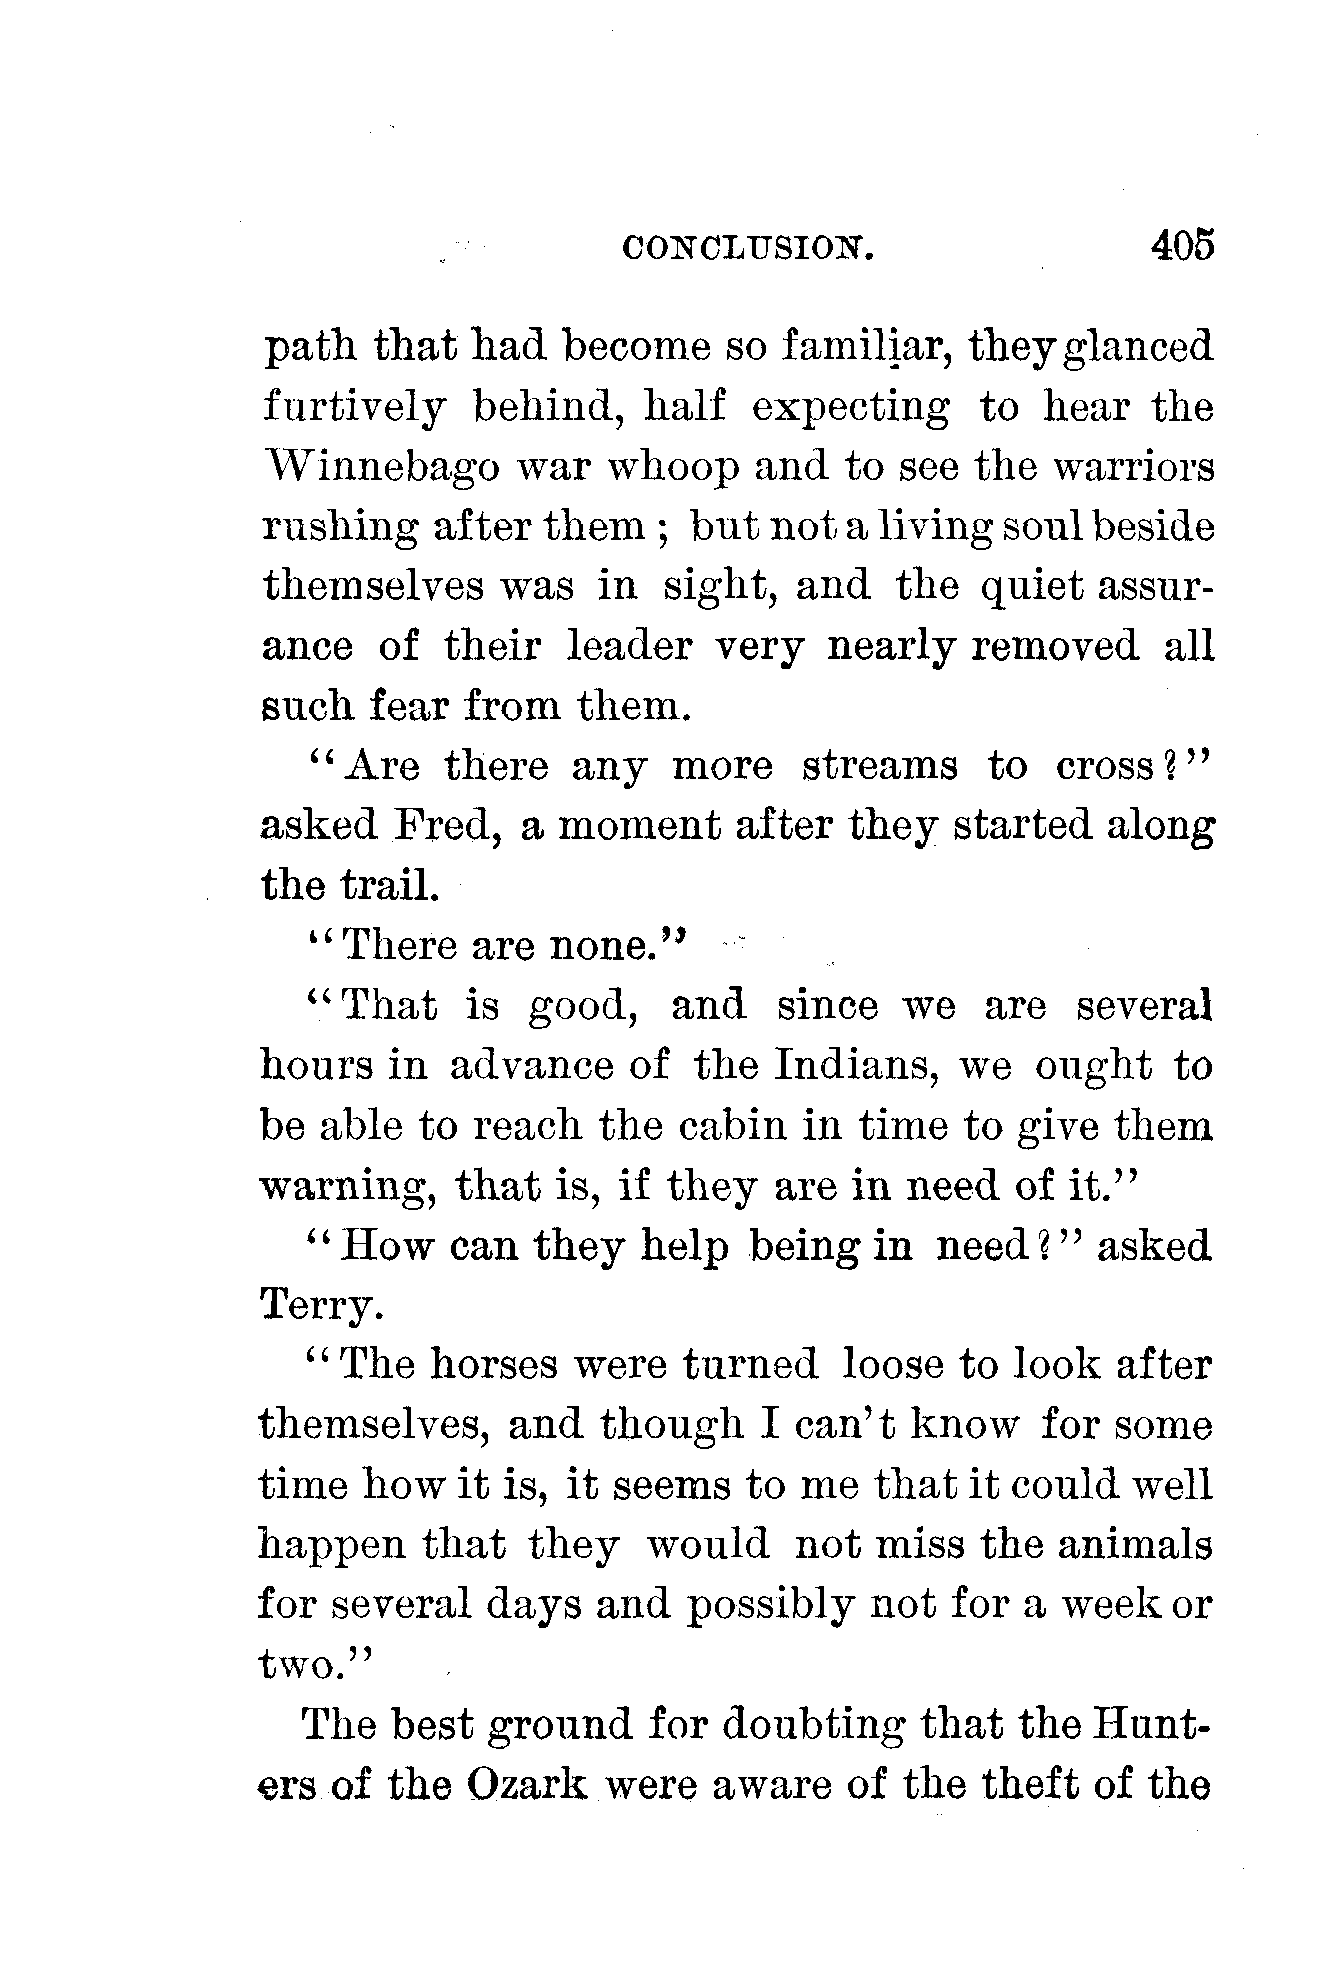 CONCLUSION. 405
path that had become so familiar, they glanced
furtively behind, half expecting to hear the
Winnebago war whoop and to see the warriors
rushing after them ; but not a living soul beside
themselves was in sight, and the quiet assur-
ance of their leader very nearly removed all
such fear from them.
“Are there any more streams to cross?”
asked Fred, a moment after they started along
the trail.
“There are none.”
“That is good, and since we are several
hours in advance of the Indians, we ought to
be able to reach the cabin in time to give them
warning, that is, if they are in need of it.”
“How can they help being in need?” asked
Terry.
“The horses were turned loose to look after
themselves, and though I can’t know for some
time how it is, it seems to me that it could well
happen that they would not miss the animals
for several days and possibly not for a week or
two.”
The best ground for doubting that the Hunt-
ers of the Ozark were aware of the theft of the